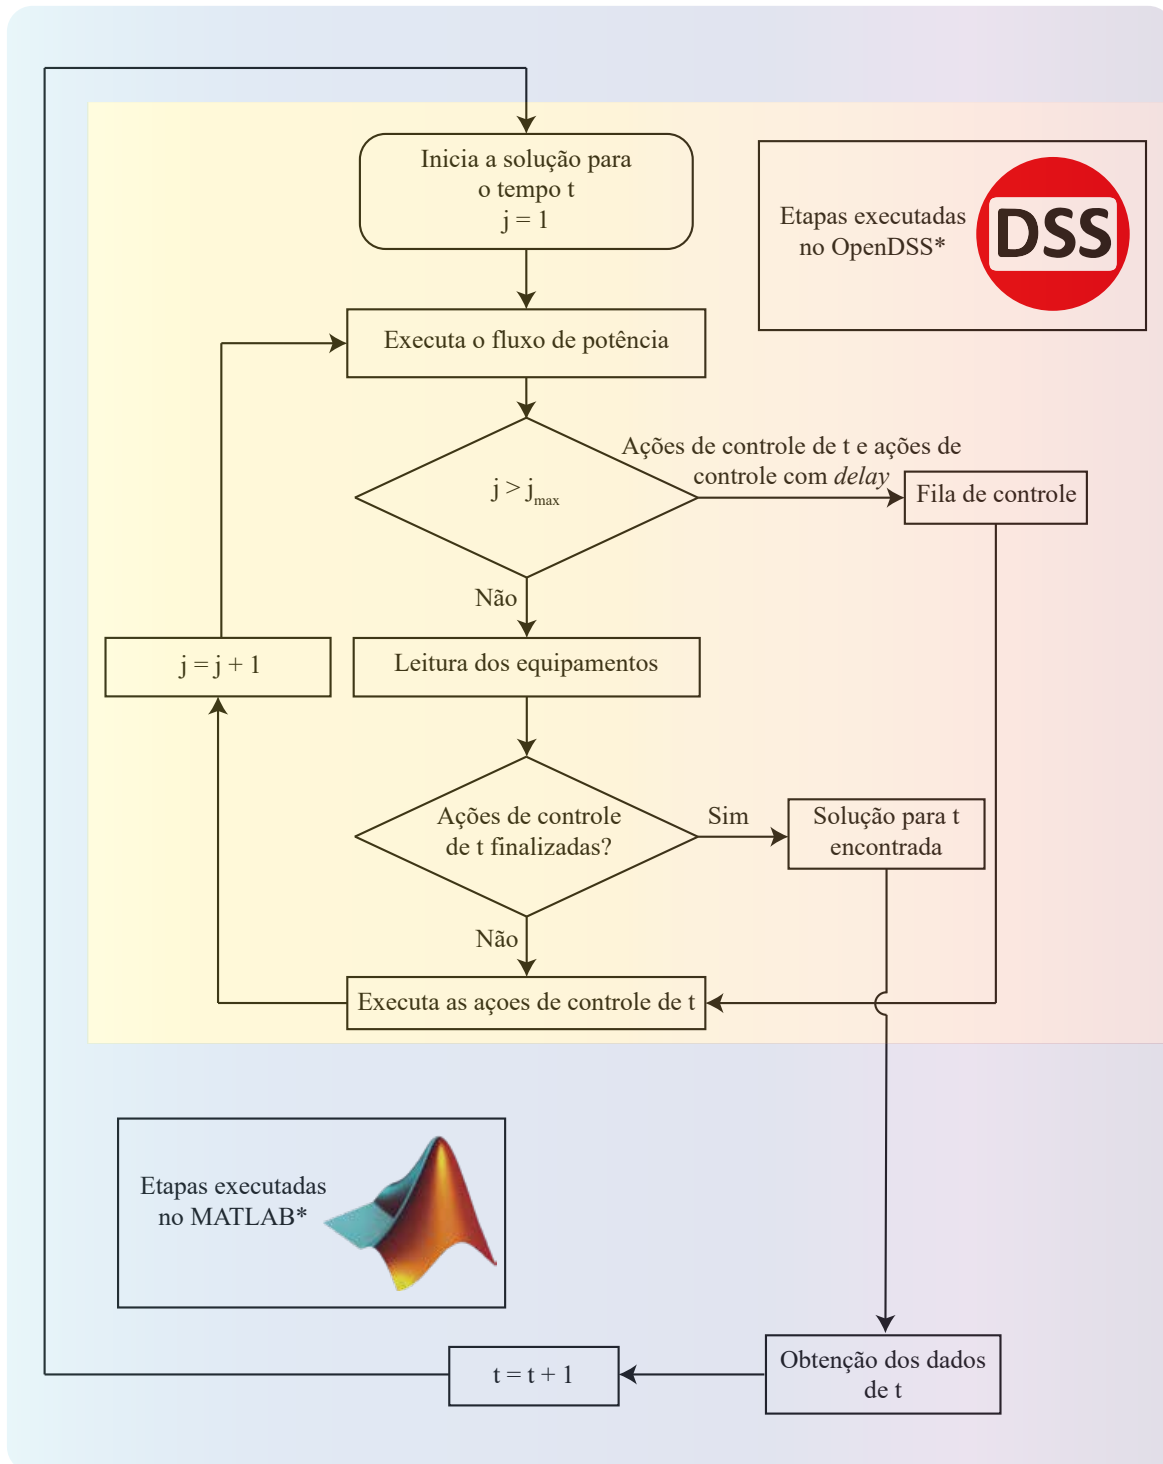 Inicia a solução para
o tempo t
j = 1
Etapas executadas
no OpenDSS*
DSS
Executa o fluxo de potência
Ações de controle de t e ações de
controle com delay
j > jmax
Fila de controle
Não
j = j + 1
Leitura dos equipamentos
Ações de controle
de t finalizadas?
Sim
Solução para t
encontrada
Não
Executa as açoes de controle de t
Etapas executadas
no MATLAB*
t = t + 1
Obtenção dos dados
de t